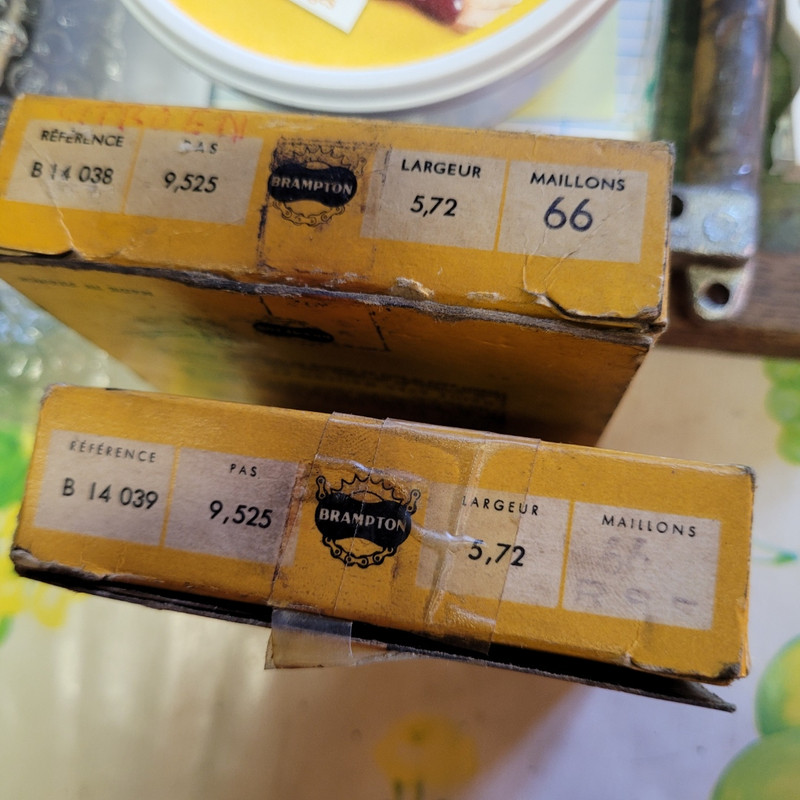 RÉFÉRENCE PAS LARGEUR MAILLONS
B 14 038 9,525 BRAMPTON 5,72 66
RÉFÉRENCE PAS LARGEUR MAILLONS
B 14 039 9,525 BRAMPTON 5,72